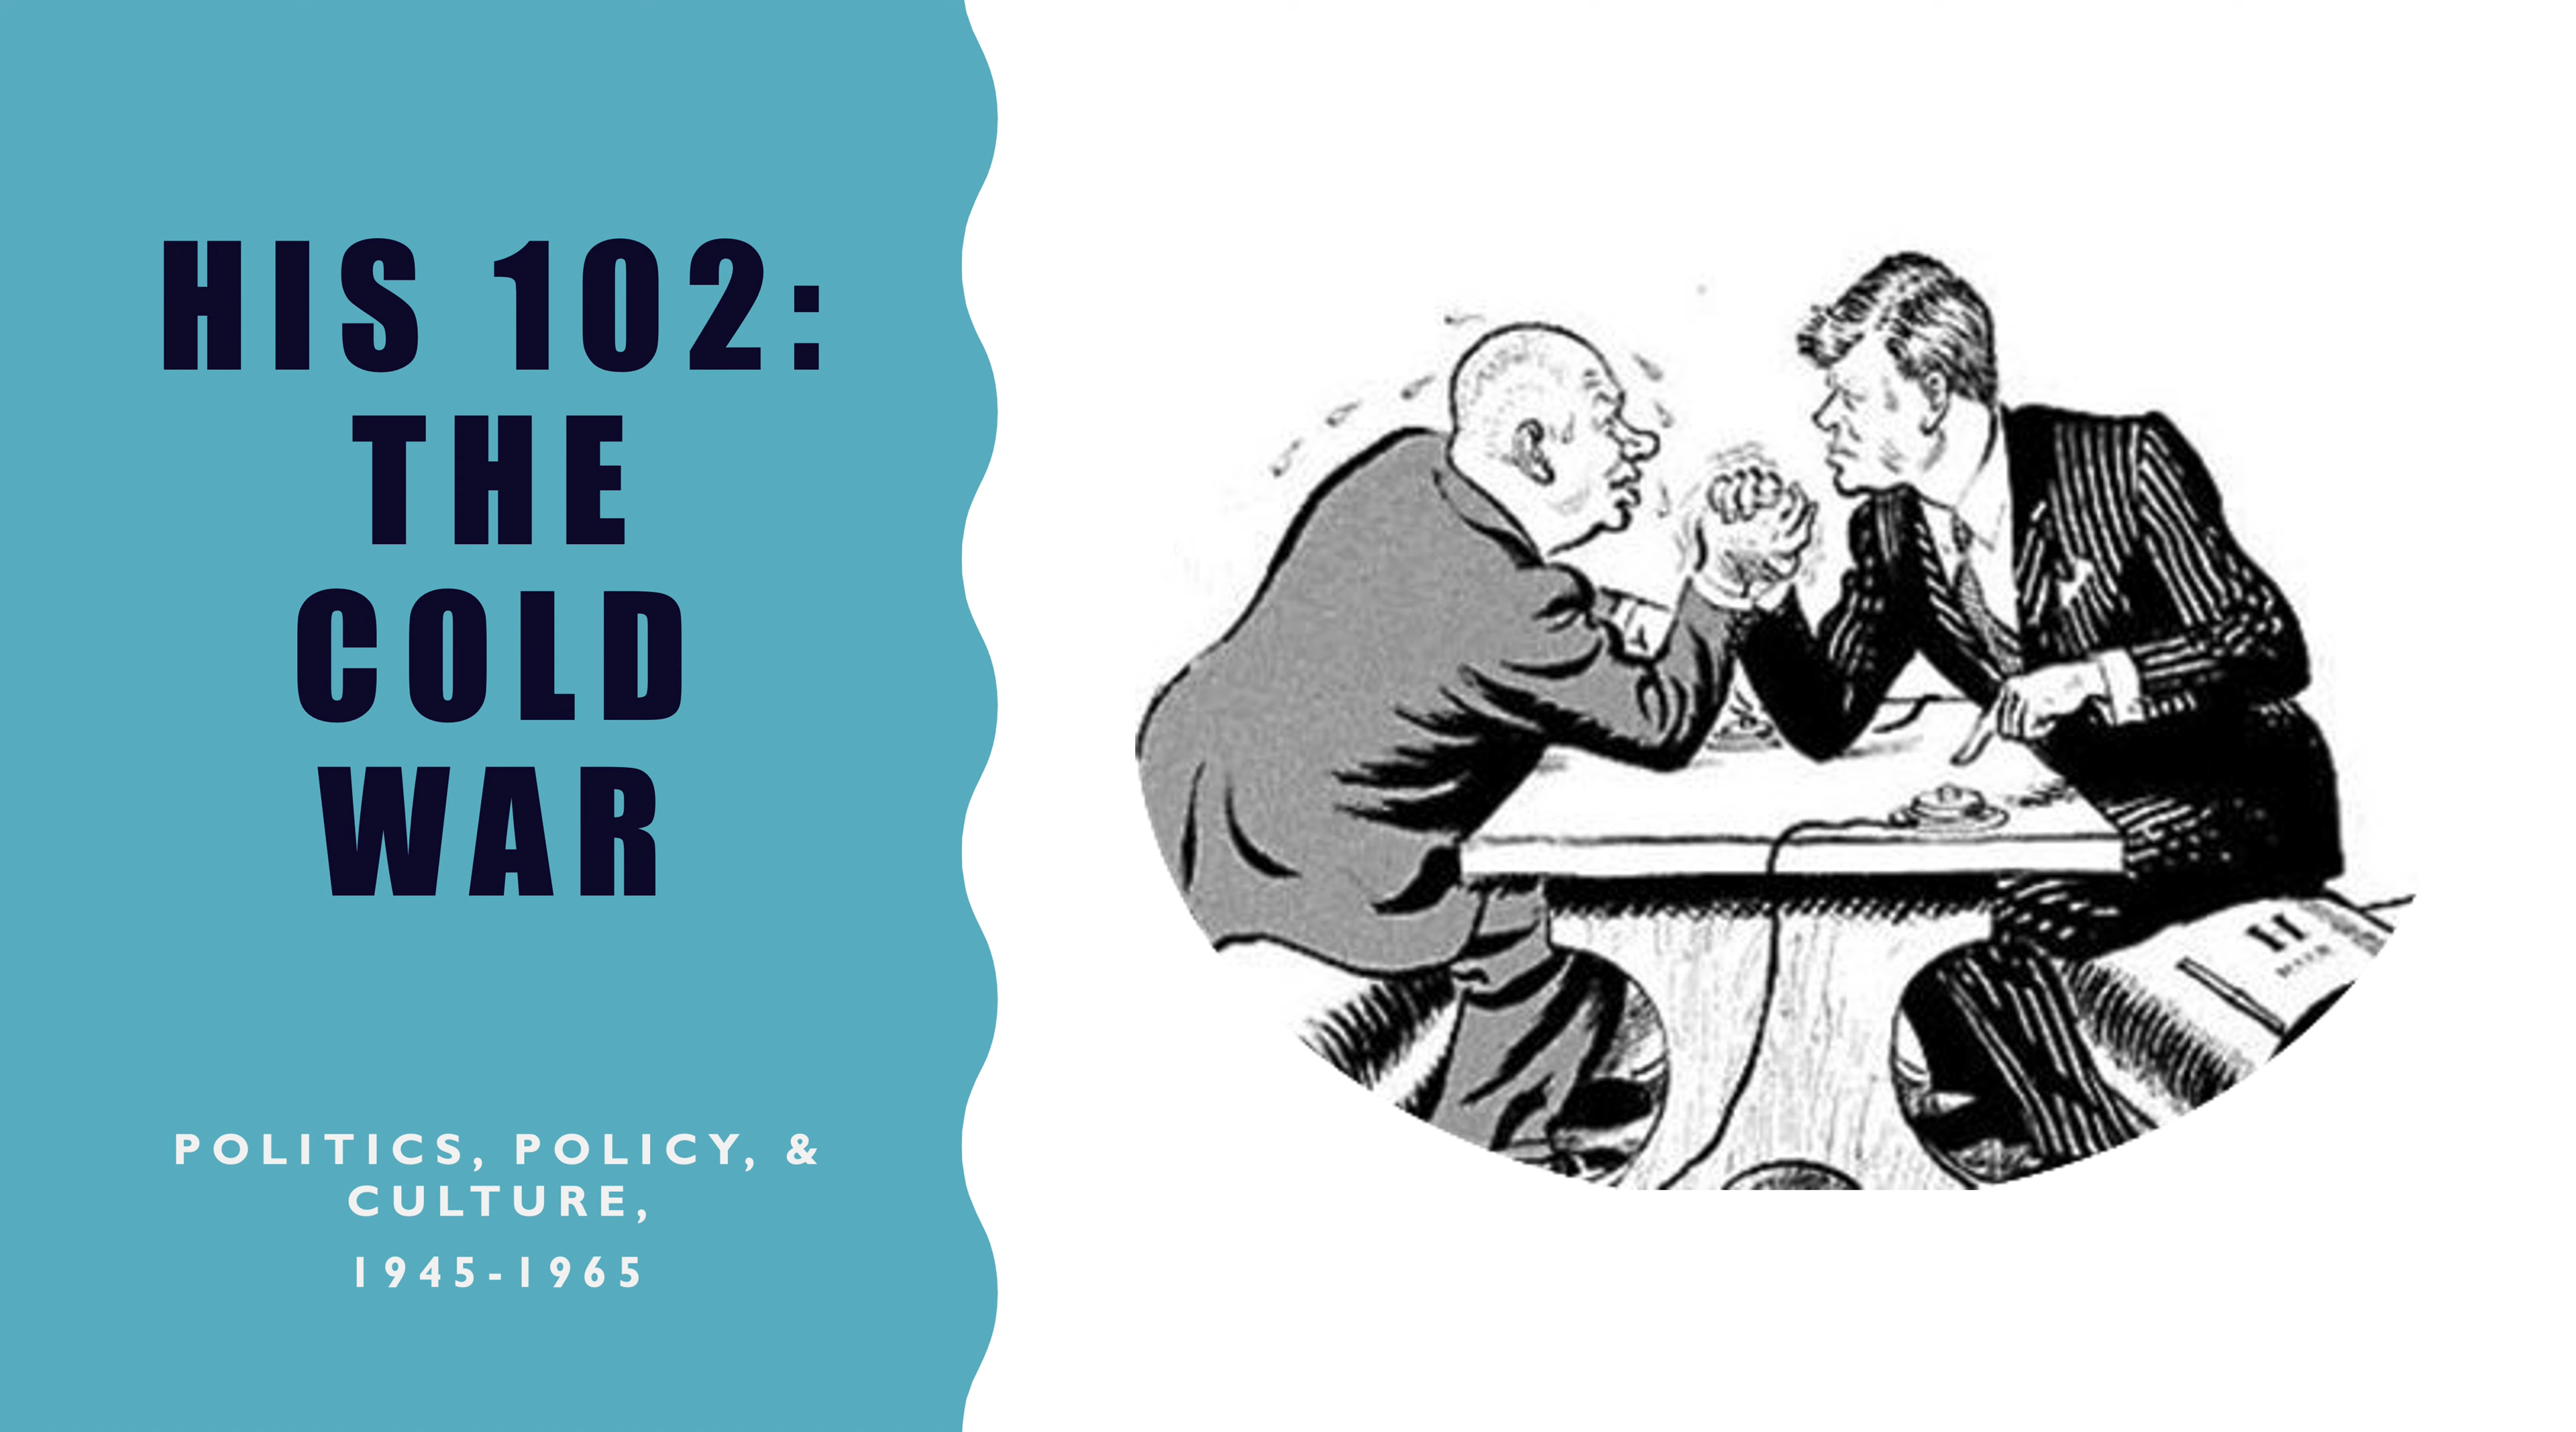 HIS 102:
THE
COLD
WAR
POLITICS, POLICY, &
CULTURE,
1945-1965
H